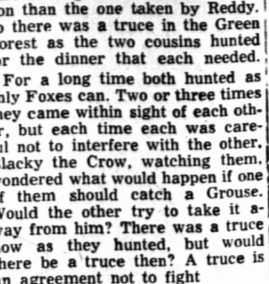 on than the one taken by Reddy.
o there was a truce in the Green
orest as the two cousins hunted
or the dinner that each needed.
For a long time both hunted as
nly Foxes can. Two or three times
hey came within sight of each oth-
r, but each time each was care-
ul not to interfere with the other.
lacky the Crow, watching them,
ondered what would happen if one
f them should catch a Grouse.
Would the other try to take it a-
way from him? There was a truce
now as they hunted, but would
here be a truce then? A truce is
an agreement not to fight